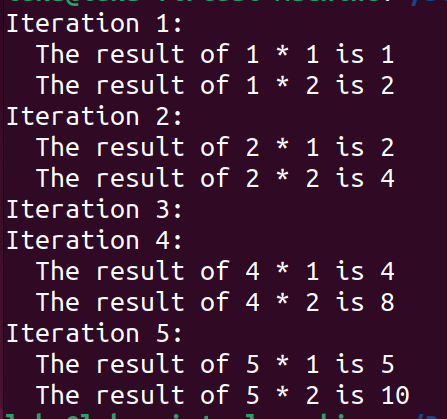 Iteration 1:
  The result of 1 * 1 is 1
  The result of 1 * 2 is 2
Iteration 2:
  The result of 2 * 1 is 2
  The result of 2 * 2 is 4
Iteration 3:
Iteration 4:
  The result of 4 * 1 is 4
  The result of 4 * 2 is 8
Iteration 5:
  The result of 5 * 1 is 5
  The result of 5 * 2 is 10